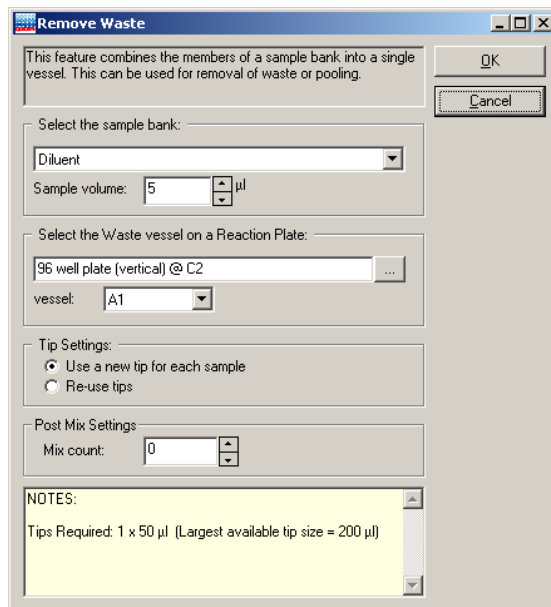 Remove Waste
This feature combines the members of a sample bank into a single
vessel. This can be used for removal of waste or pooling.
OK
Cancel
Select the sample bank:
Diluent
Sample volume: 5 µl
Select the Waste vessel on a Reaction Plate:
96 well plate (vertical) @ C2
...
vessel: A1
Tip Settings:
Use a new tip for each sample
Re-use tips
Post Mix Settings
Mix count: 0
NOTES:
Tips Required: 1 x 50 µl (Largest available tip size = 200 µl)